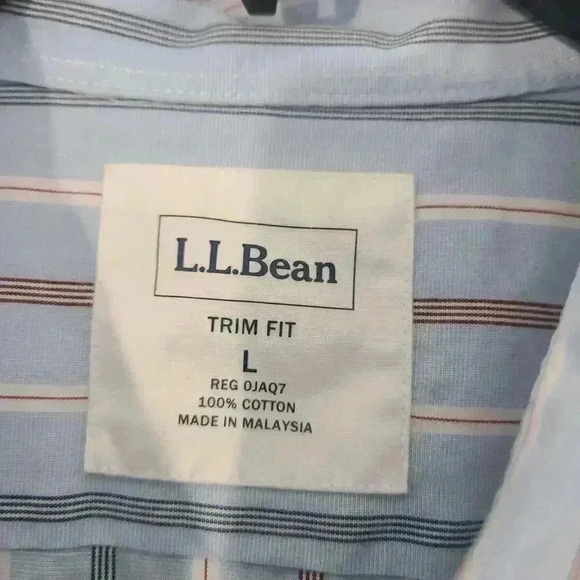 L.L.Bean
TRIM FIT
L
REG 0JAQ7
100% COTTON
MADE IN MALAYSIA